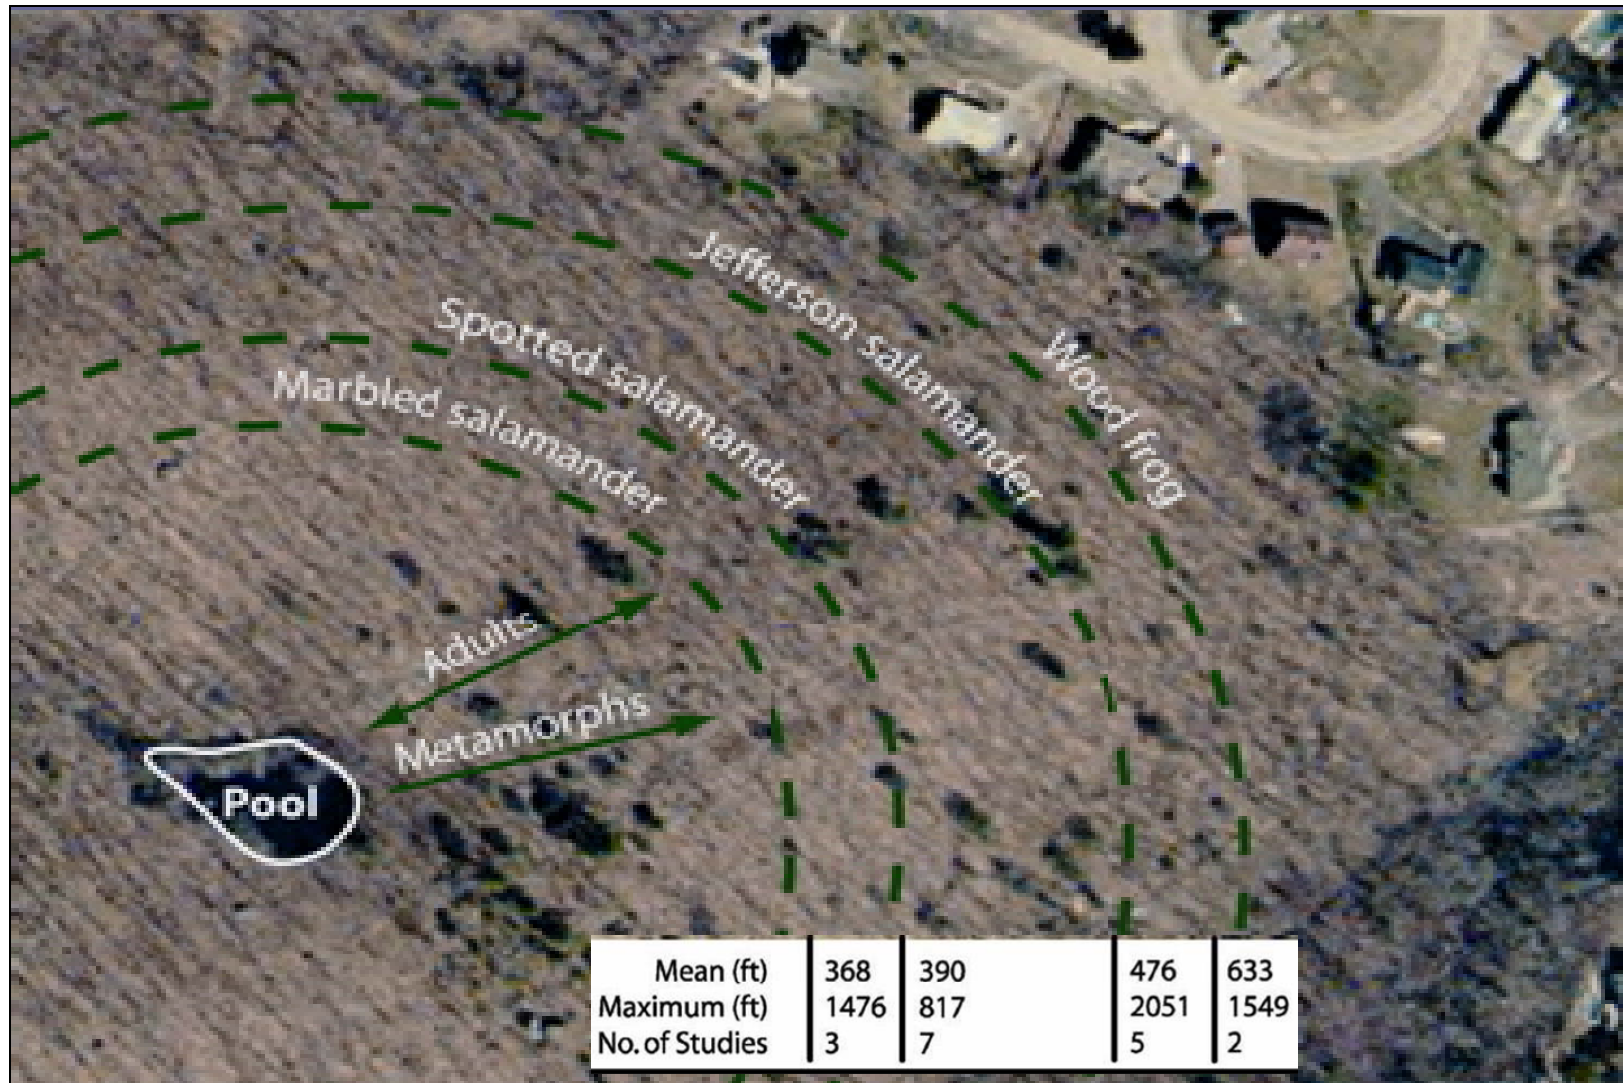 Jefferson salamander
Wood frog
Spotted salamander
Marbled salamander
Adults
Metamorphs
Pool
Mean (ft) 368 390 476 633
Maximum (ft) 1476 817 2051 1549
No. of Studies 3 7 5 2